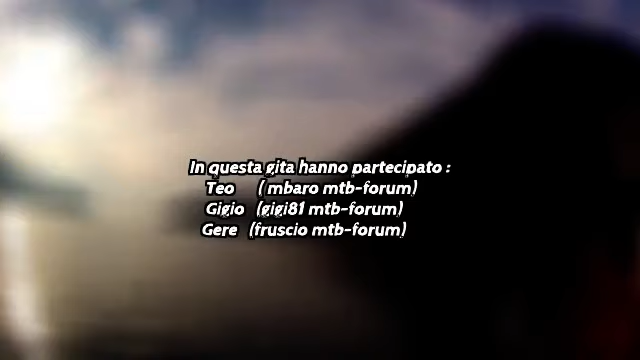 In questa gita hanno partecipato :
Teo ( mbaro mtb-forum)
Gigio (gigi81 mtb-forum)
Gere (fruscio mtb-forum)